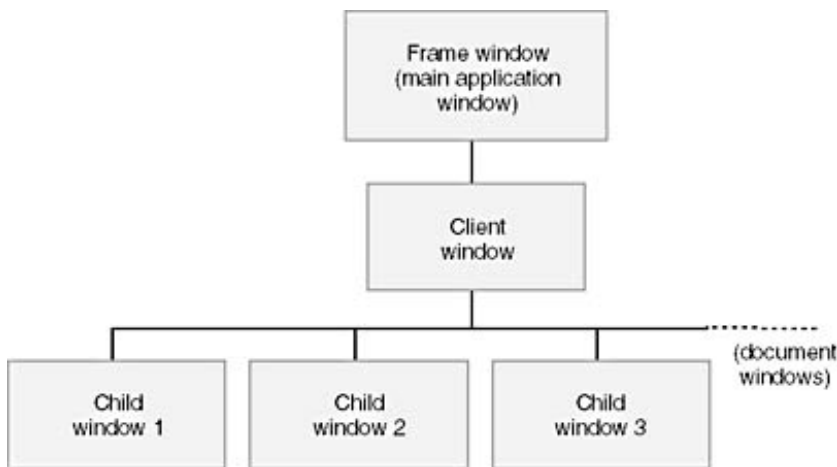 Frame window
(main application
window)
Client
window
(document
windows)
Child
window 1
Child
window 2
Child
window 3